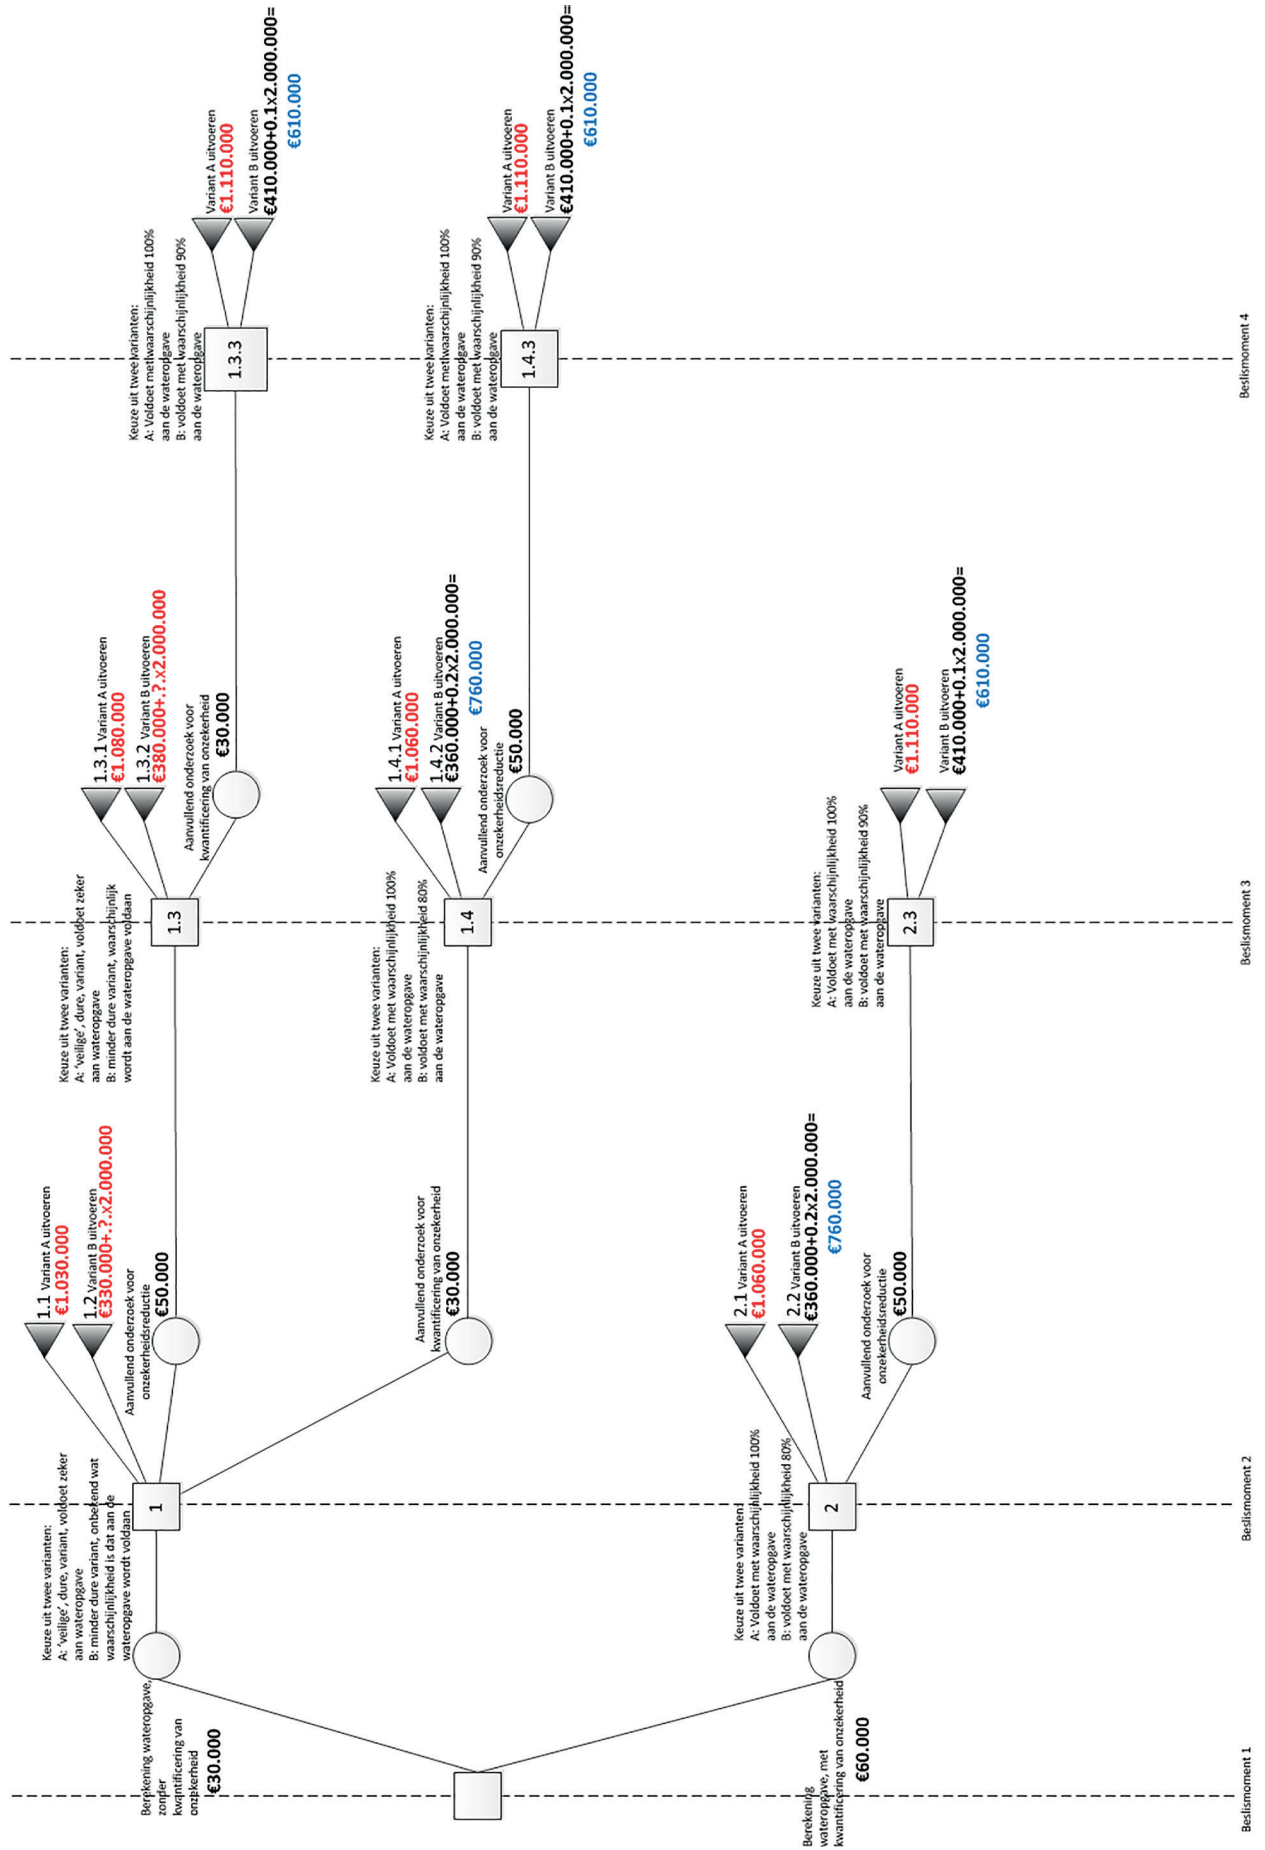 Berekening wateropgave,
zonder
kwantificering van
onzekerheid
€30.000
Keuze uit twee varianten:
A: 'veilige', dure, variant, voldoet zeker
aan wateropgave
B: minder dure variant, onbekend wat
waarschijnlijkheid is dat aan de
wateropgave wordt voldaan
1
1.1 Variant A uitvoeren
€1.030.000
1.2 Variant B uitvoeren
€330.000+.?.x2.000.000
Aanvullend onderzoek voor
onzekerheidsreductie
€50.000
Aanvullend onderzoek voor
kwantificering van onzekerheid
€30.000
Keuze uit twee varianten:
A: 'veilige', dure, variant, voldoet zeker
aan wateropgave
B: minder dure variant, waarschijnlijk
wordt aan de wateropgave voldaan
1.3
1.3.1 Variant A uitvoeren
€1.080.000
1.3.2 Variant B uitvoeren
€380.000+.?.x2.000.000
Aanvullend onderzoek voor
kwantificering van onzekerheid
€30.000
Keuze uit twee varianten:
A: Voldoet metwaarschijnlijkheid 100%
aan de wateropgave
B: voldoet met waarschijnlijkheid 90%
aan de wateropgave
1.3.3
Variant A uitvoeren
€1.110.000
Variant B uitvoeren
€410.000+0.1x2.000.000=
€610.000
Keuze uit twee varianten:
A: Voldoet met waarschijnlijkheid 100%
aan de wateropgave
B: voldoet met waarschijnlijkheid 80%
aan de wateropgave
1.4
1.4.1 Variant A uitvoeren
€1.060.000
1.4.2 Variant B uitvoeren
€360.000+0.2x2.000.000=
€760.000
Aanvullend onderzoek voor
onzekerheidsreductie
€50.000
Keuze uit twee varianten:
A: Voldoet metwaarschijnlijkheid 100%
aan de wateropgave
B: voldoet met waarschijnlijkheid 90%
aan de wateropgave
1.4.3
Variant A uitvoeren
€1.110.000
Variant B uitvoeren
€410.000+0.1x2.000.000=
€610.000
Berekening
wateropgave, met
kwantificering van onzekerheid
€60.000
Keuze uit twee varianten:
A: Voldoet met waarschijnlijkheid 100%
aan de wateropgave
B: voldoet met waarschijnlijkheid 80%
aan de wateropgave
2
2.1 Variant A uitvoeren
€1.060.000
2.2 Variant B uitvoeren
€360.000+0.2x2.000.000=
€760.000
Aanvullend onderzoek voor
onzekerheidsreductie
€50.000
Keuze uit twee varianten:
A: Voldoet met waarschijnlijkheid 100%
aan de wateropgave
B: voldoet met waarschijnlijkheid 90%
aan de wateropgave
2.3
Variant A uitvoeren
€1.110.000
Variant B uitvoeren
€410.000+0.1x2.000.000=
€610.000
Beslismoment 1
Beslismoment 2
Beslismoment 3
Beslismoment 4